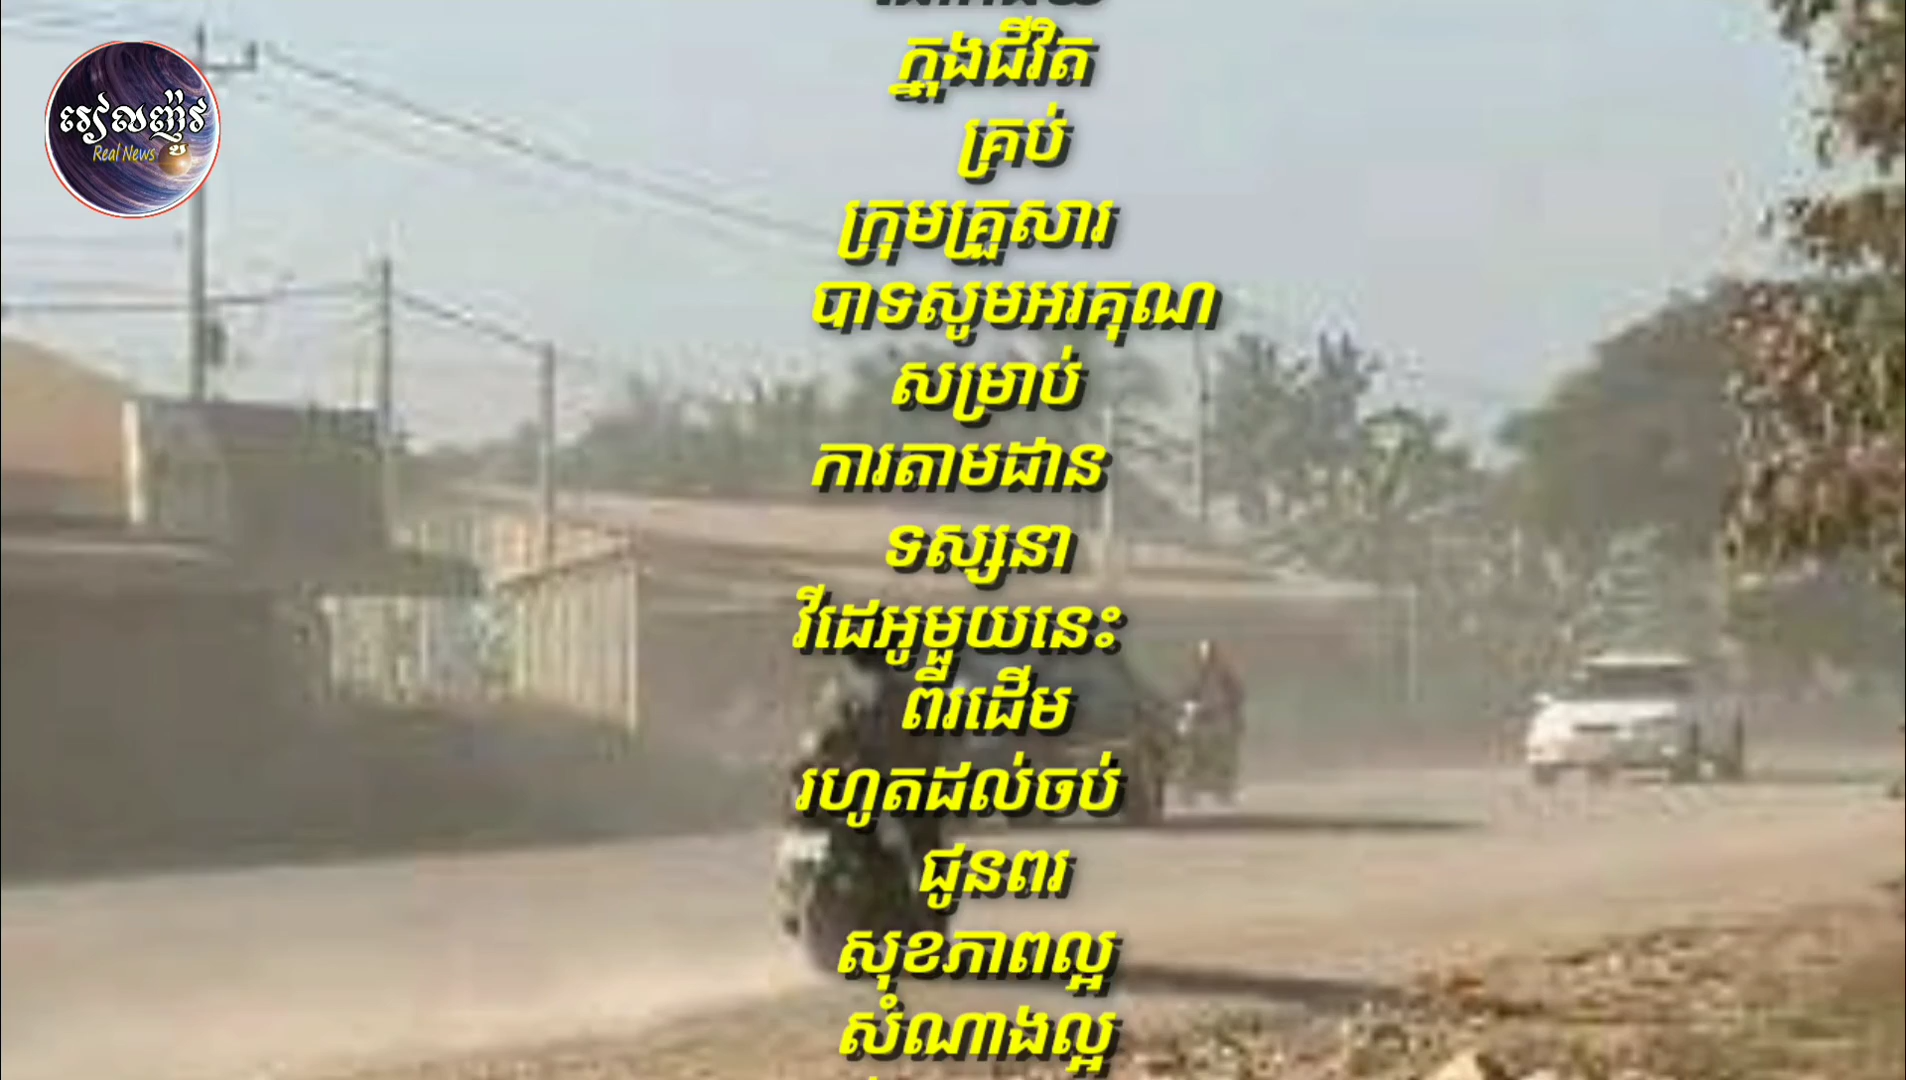 រៀលញ៉ូវ
Real News
ក្នុងជីវិត
គ្រប់
ក្រុមគ្រួសារ
បាទសូមអរគុណ
សម្រាប់
ការតាមដាន
ទស្សនា
វីដេអូមួយនេះ
ពីរដើម
រហូតដល់ចប់
ជូនពរ
សុខភាពល្អ
សំណាងល្អ